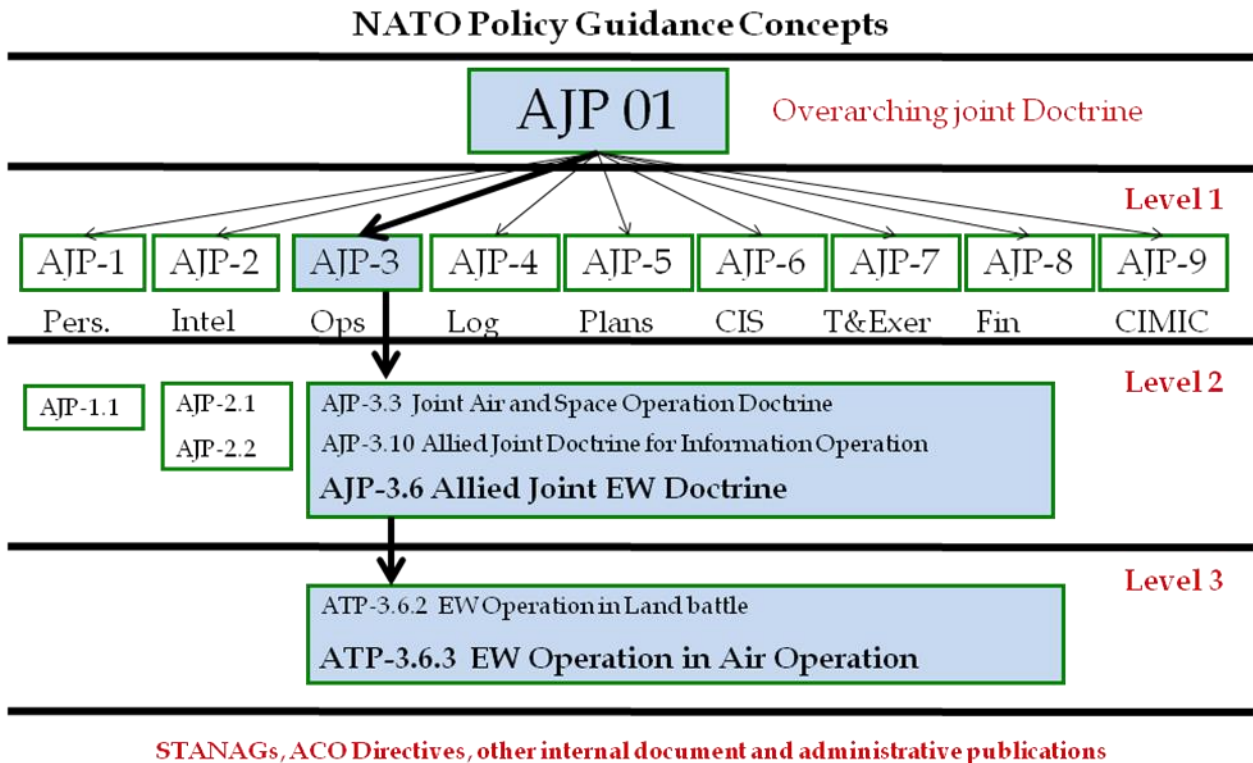 NATO Policy Guidance Concepts
AJP 01
Overarching joint Doctrine
Level 1
AJP-1 AJP-2 AJP-3 AJP-4 AJP-5 AJP-6 AJP-7 AJP-8 AJP-9
Pers. Intel Ops Log Plans CIS T&Exer Fin CIMIC
Level 2
AJP-1.1
AJP-2.1
AJP-2.2
AJP-3.3 Joint Air and Space Operation Doctrine
AJP-3.10 Allied Joint Doctrine for Information Operation
AJP-3.6 Allied Joint EW Doctrine
Level 3
ATP-3.6.2 EW Operation in Land battle
ATP-3.6.3 EW Operation in Air Operation
STANAGs, ACO Directives, other internal document and administrative publications